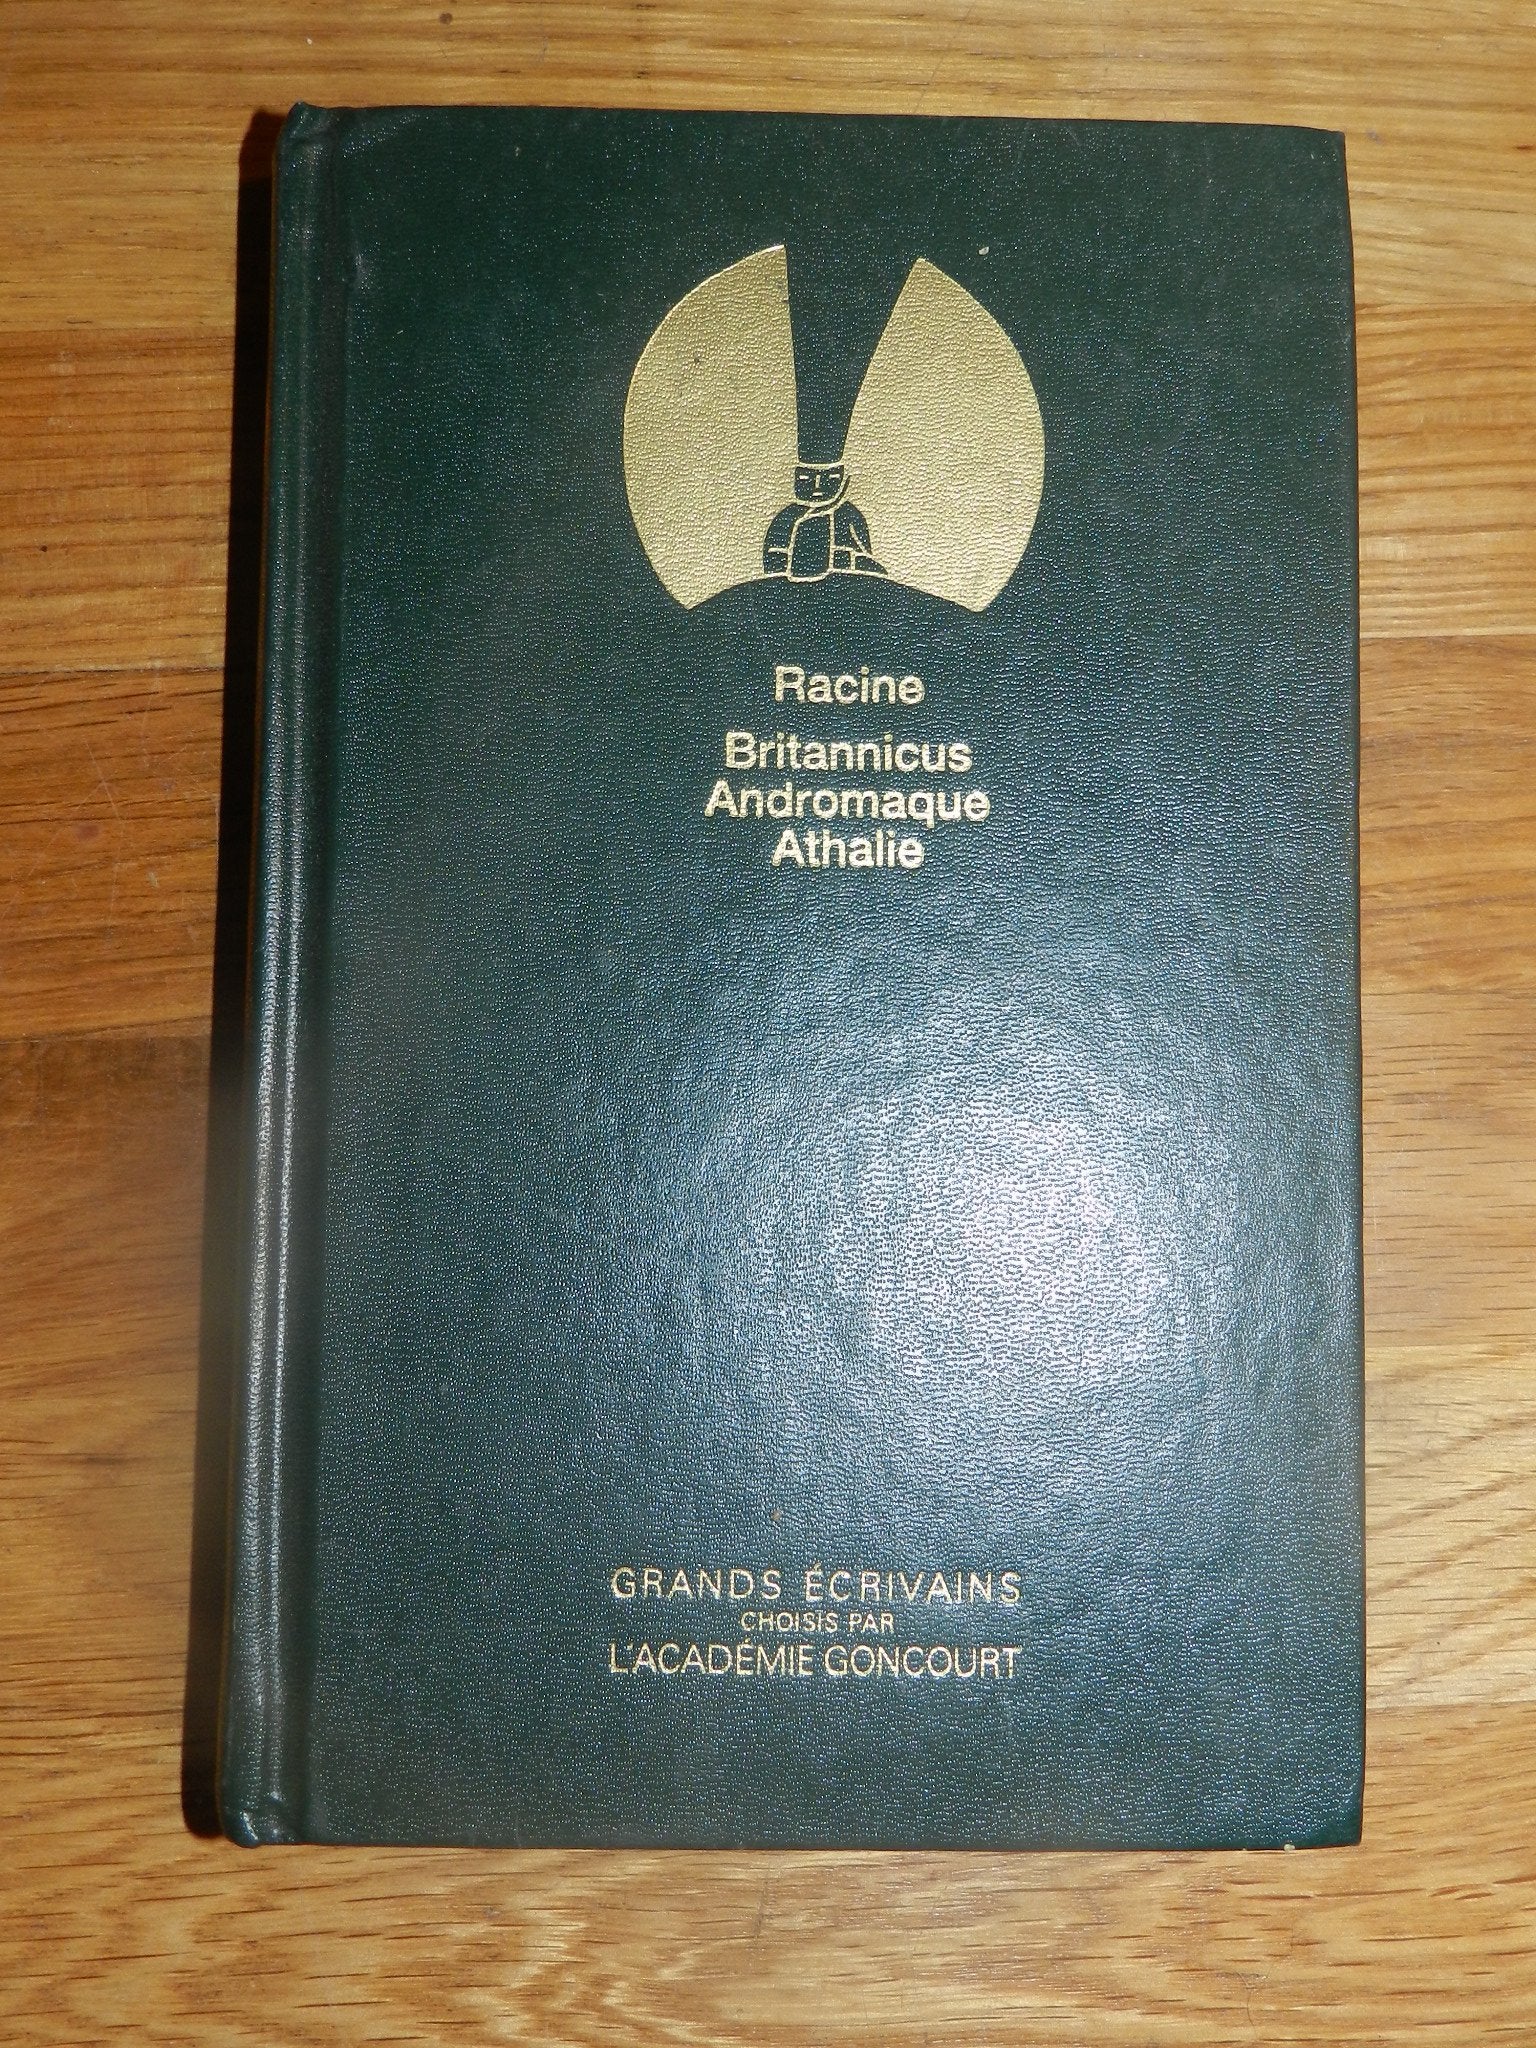 Racine
Britannicus
Andromaque
Athalie
GRANDS ÉCRIVAINS
CHOISIS PAR
L'ACADÉMIE GONCOURT